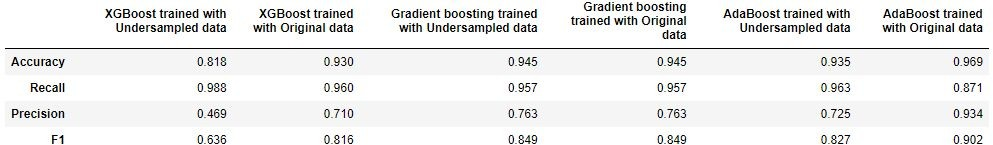 XGBoost trained with Undersampled data XGBoost trained with Original data Gradient boosting trained with Undersampled data Gradient boosting trained with Original data AdaBoost trained with Undersampled data AdaBoost trained with Original data
Accuracy 0.818 0.930 0.945 0.945 0.935 0.969
Recall 0.988 0.960 0.957 0.957 0.963 0.871
Precision 0.469 0.710 0.763 0.763 0.725 0.934
F1 0.636 0.816 0.849 0.849 0.827 0.902